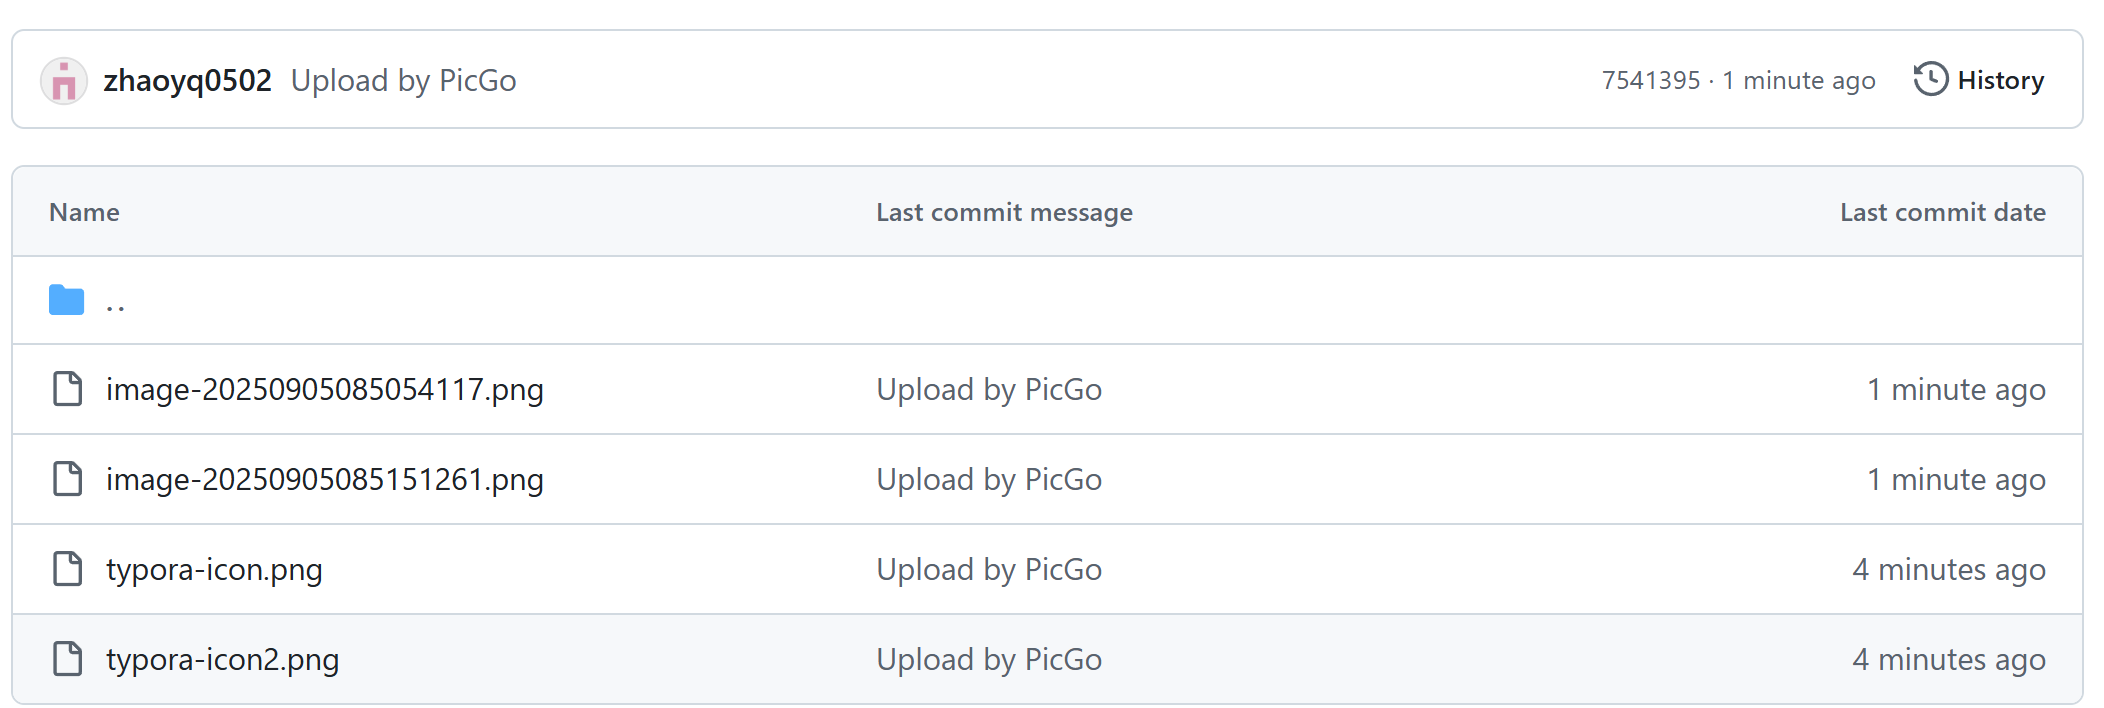 zhaoyq0502 Upload by PicGo 7541395 · 1 minute ago History
Name Last commit message Last commit date
..
image-20250905085054117.png Upload by PicGo 1 minute ago
image-20250905085151261.png Upload by PicGo 1 minute ago
typora-icon.png Upload by PicGo 4 minutes ago
typora-icon2.png Upload by PicGo 4 minutes ago